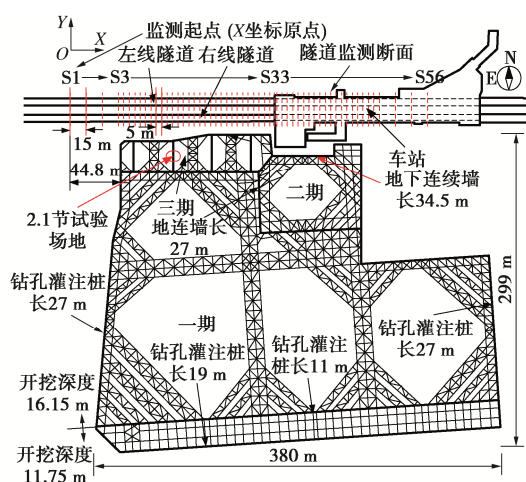 Y
O
X
监测起点 (X坐标原点)
左线隧道 右线隧道
隧道监测断面
S1
S3
S33
S56
N
E
5 m
15 m
44.8 m
车站
地下连续墙
长34.5 m
2.1节试验
场地
三期
地连墙长
27 m
二期
299 m
钻孔灌注桩
长27 m
一期
钻孔灌注桩
长19 m
钻孔灌注
桩长11 m
钻孔灌注桩
长27 m
开挖深度
16.15 m
开挖深度
11.75 m
380 m